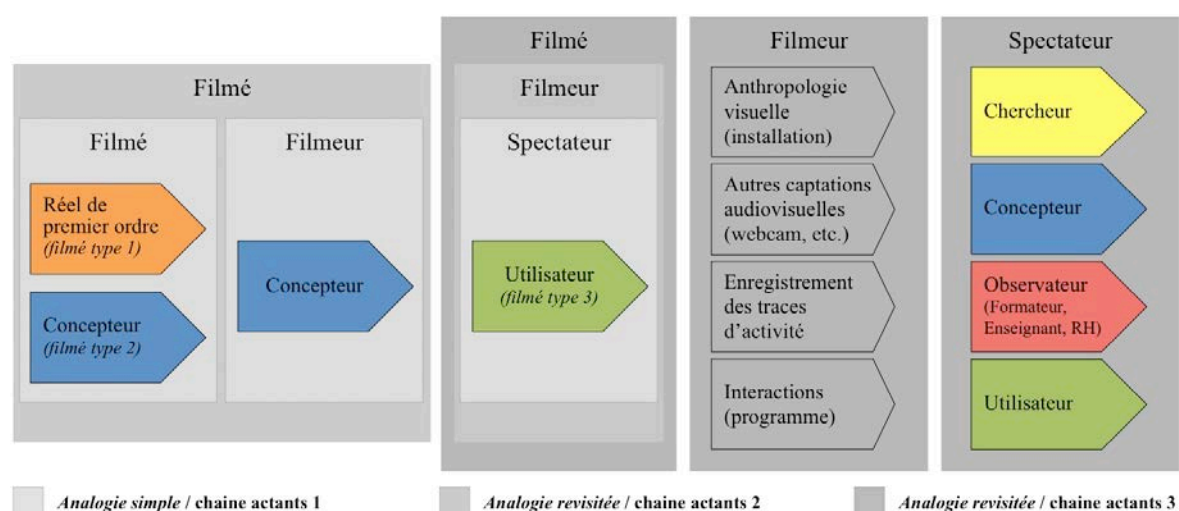 Filmé
Filmé
Réel de
premier ordre
(filmé type 1)
Concepteur
(filmé type 2)
Filmeur
Concepteur
Filmé
Filmeur
Spectateur
Utilisateur
(filmé type 3)
Filmeur
Anthropologie
visuelle
(installation)
Autres captations
audiovisuelles
(webcam, etc.)
Enregistrement
des traces
d’activité
Interactions
(programme)
Spectateur
Chercheur
Concepteur
Observateur
(Formateur,
Enseignant, RH)
Utilisateur
Analogie simple / chaine actants 1
Analogie revisitée / chaine actants 2
Analogie revisitée / chaine actants 3